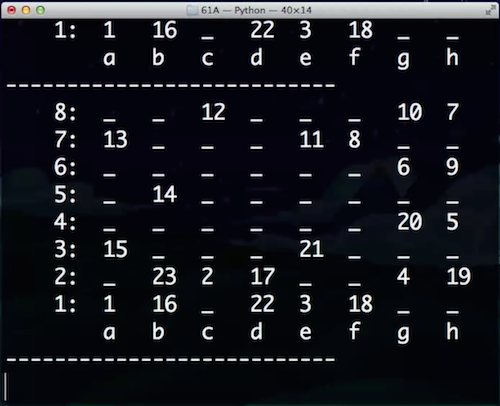 61A — Python — 40×14
1: 1 16 _ 22 3 18 _ _
a b c d e f g h
---------------------------
8: _ _ 12 _ _ _ 10 7
7: 13 _ _ _ 11 8 _ _
6: _ _ _ _ _ _ 6 9
5: _ 14 _ _ _ _ _ _
4: _ _ _ _ _ _ 20 5
3: 15 _ _ _ 21 _ _ _
2: _ 23 2 17 _ _ 4 19
1: 1 16 _ 22 3 18 _ _
a b c d e f g h
---------------------------